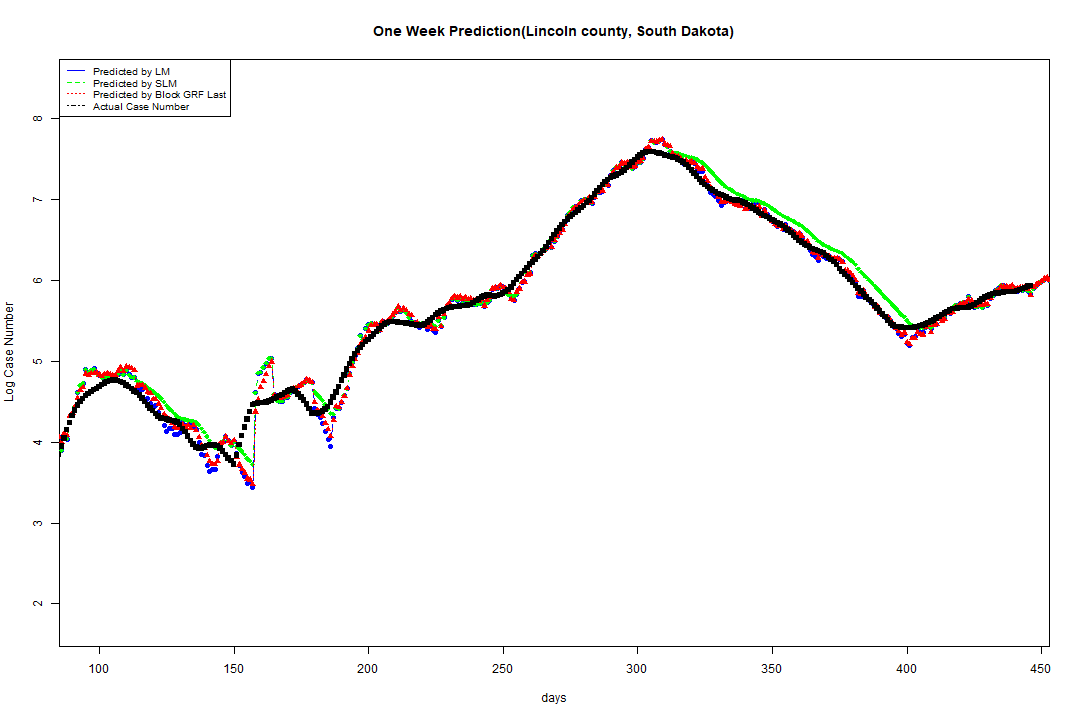 One Week Prediction(Lincoln county, South Dakota)
Predicted by LM
Predicted by SLM
Predicted by Block GRF Last
Actual Case Number
8
7
6
5
4
3
2
Log Case Number
100 150 200 250 300 350 400 450
days